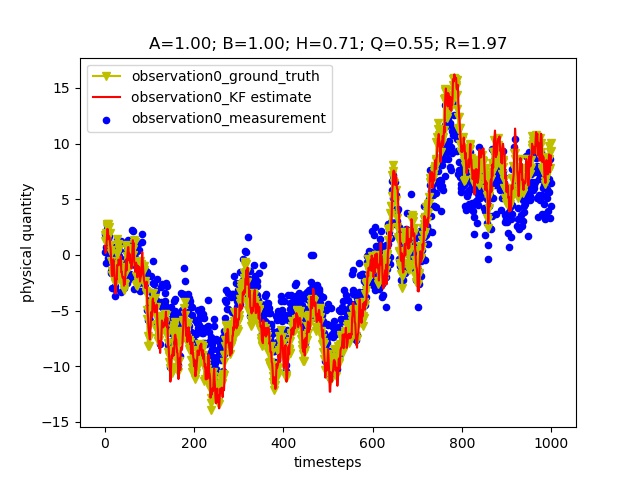 A=1.00; B=1.00; H=0.71; Q=0.55; R=1.97
observation0_ground_truth
observation0_KF estimate
observation0_measurement
15
10
5
0
−5
−10
−15
physical quantity
0 200 400 600 800 1000
timesteps